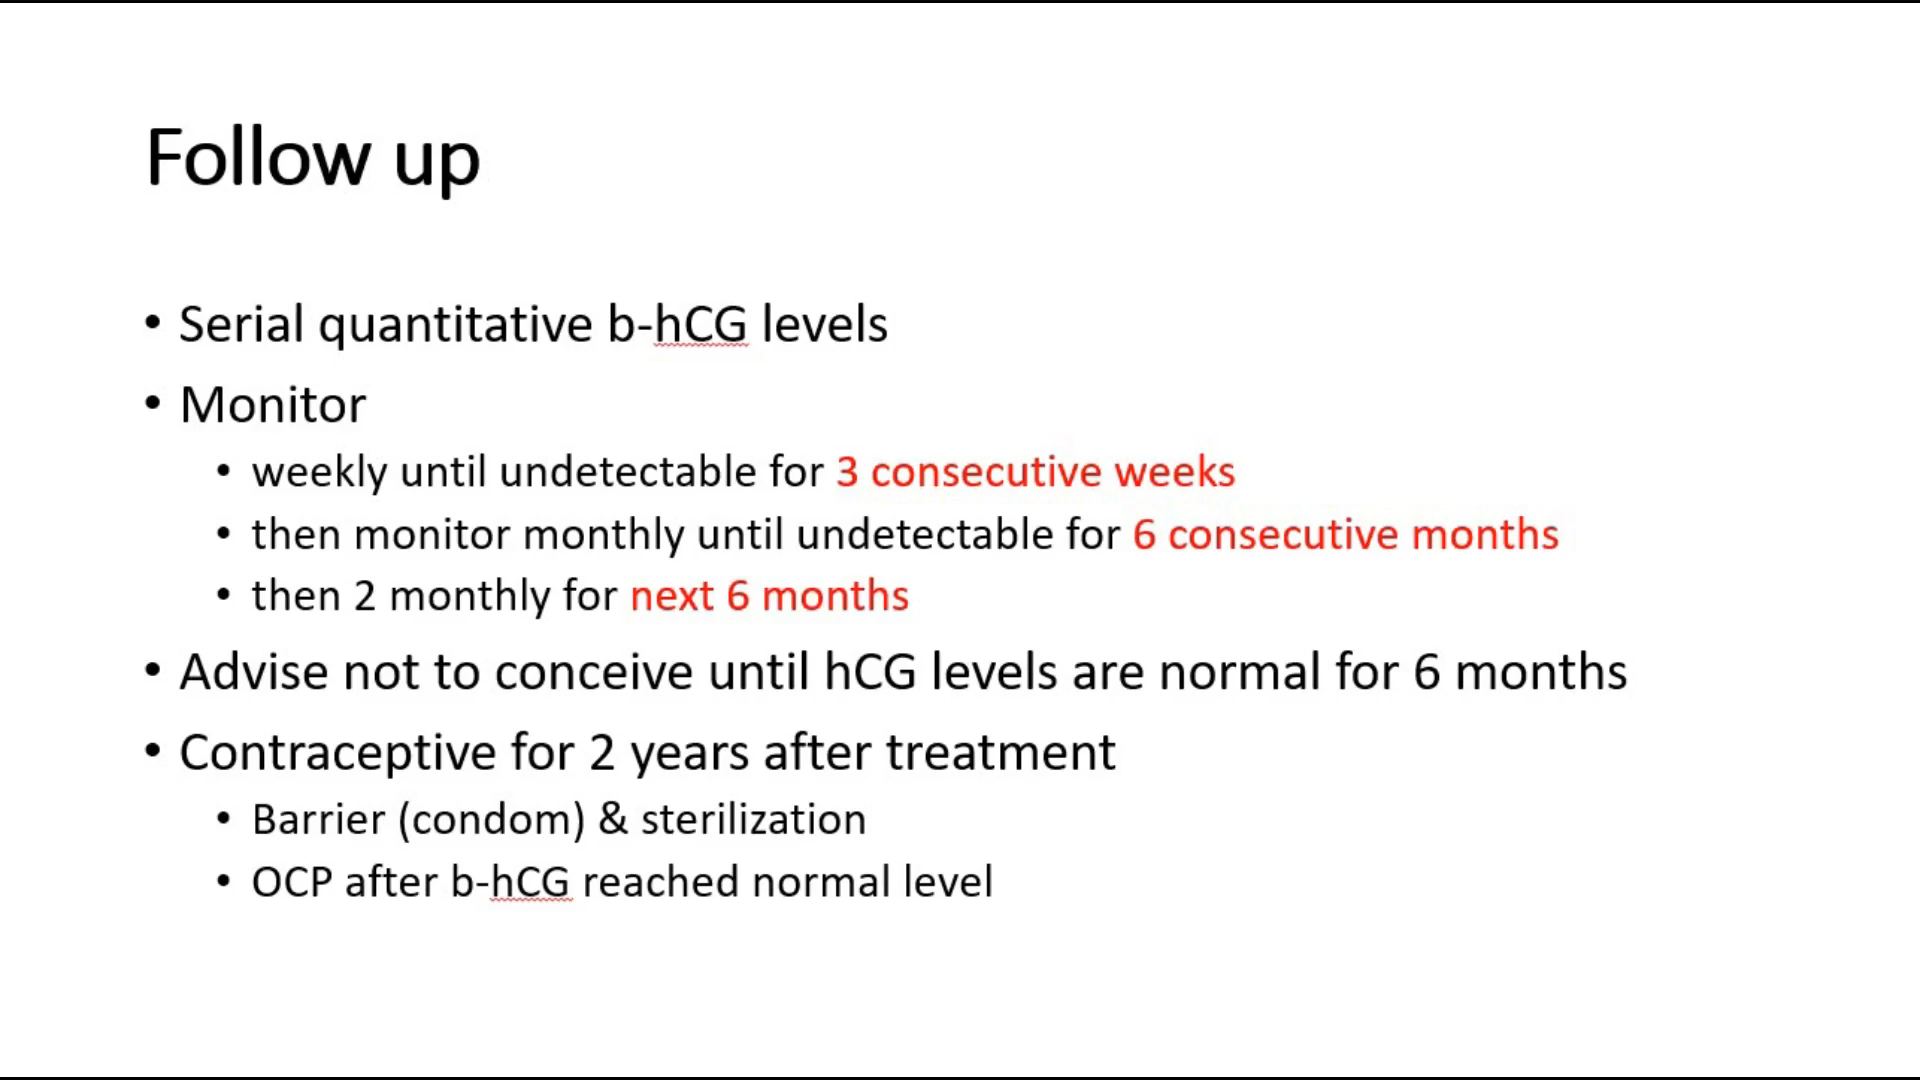 Follow up
• Serial quantitative b-hCG levels
• Monitor
• weekly until undetectable for 3 consecutive weeks
• then monitor monthly until undetectable for 6 consecutive months
• then 2 monthly for next 6 months
• Advise not to conceive until hCG levels are normal for 6 months
• Contraceptive for 2 years after treatment
• Barrier (condom) & sterilization
• OCP after b-hCG reached normal level